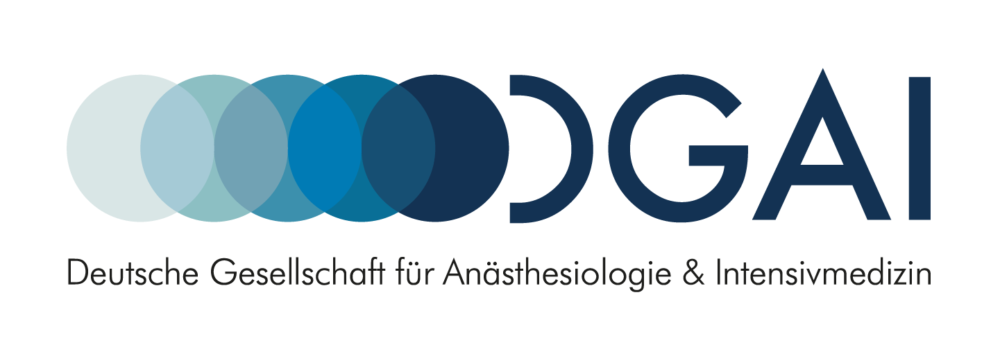 DGAI
Deutsche Gesellschaft für Anästhesiologie & Intensivmedizin